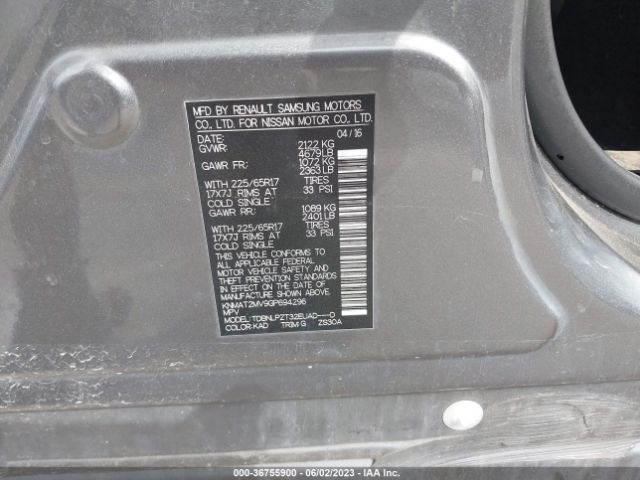 MFD BY RENAULT SAMSUNG MOTORS
CO., LTD. FOR NISSAN MOTOR CO., LTD.
DATE: 04/16
GVWR: 2122 KG
4679 LB
GAWR FR: 1072 KG
2363 LB
WITH 225/65R17 TIRES
17X7J RIMS AT 33 PSI
COLD SINGLE
GAWR RR: 1089 KG
2401 LB
WITH 225/65R17 TIRES
17X7J RIMS AT 33 PSI
COLD SINGLE
THIS VEHICLE CONFORMS TO
ALL APPLICABLE FEDERAL
MOTOR VEHICLE SAFETY AND
THEFT PREVENTION STANDARDS
IN EFFECT ON THE DATE OF
MANUFACTURE SHOWN ABOVE.
KNMAT2MV9GP694296
MPV
MODEL: TDBNLPZT32EUAD----D
COLOR: KAD TRIM: G ZS30A
000-36755900 - 06/02/2023 - IAA Inc.